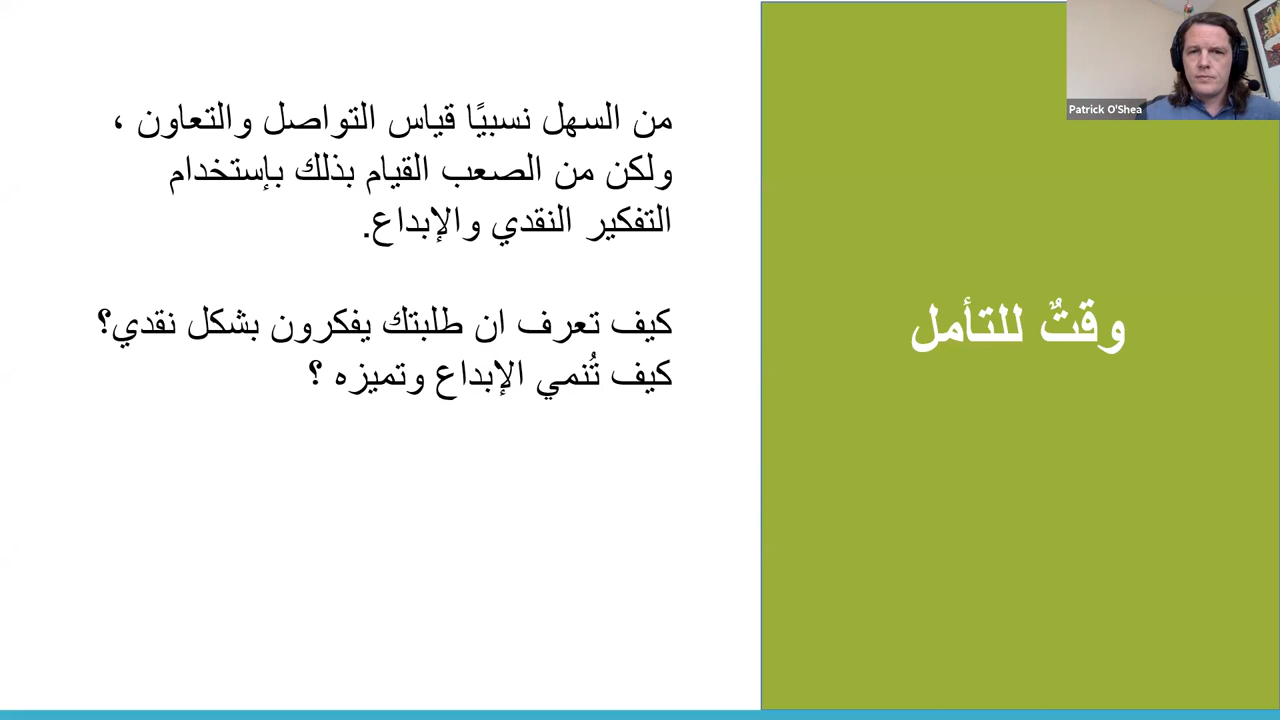 من السهل نسبيًا قياس التواصل والتعاون ،
ولكن من الصعب القيام بذلك بإستخدام
التفكير النقدي والإبداع.
كيف تعرف ان طلبتك يفكرون بشكل نقدي؟
كيف تُنمي الإبداع وتميزه ؟
وقتٌ للتأمل
Patrick O'Shea